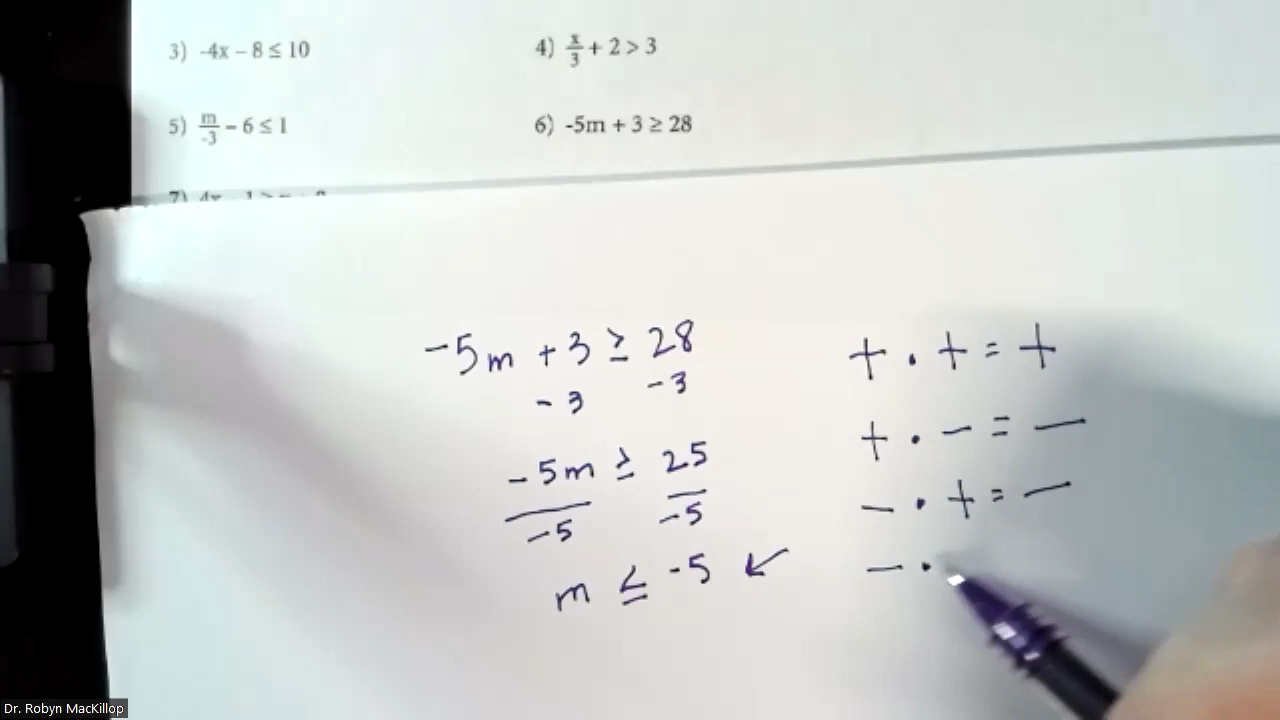 3) -4x – 8 ≤ 10
4) x/3 + 2 > 3
5) m/-3 – 6 ≤ 1
6) -5m + 3 ≥ 28
-5m + 3 ≥ 28
-3 -3
-5m ≥ 25
-5 -5
m ≤ -5 ↙
+ · + = +
+ · - = -
- · + = -
- ·
Dr. Robyn MacKillop